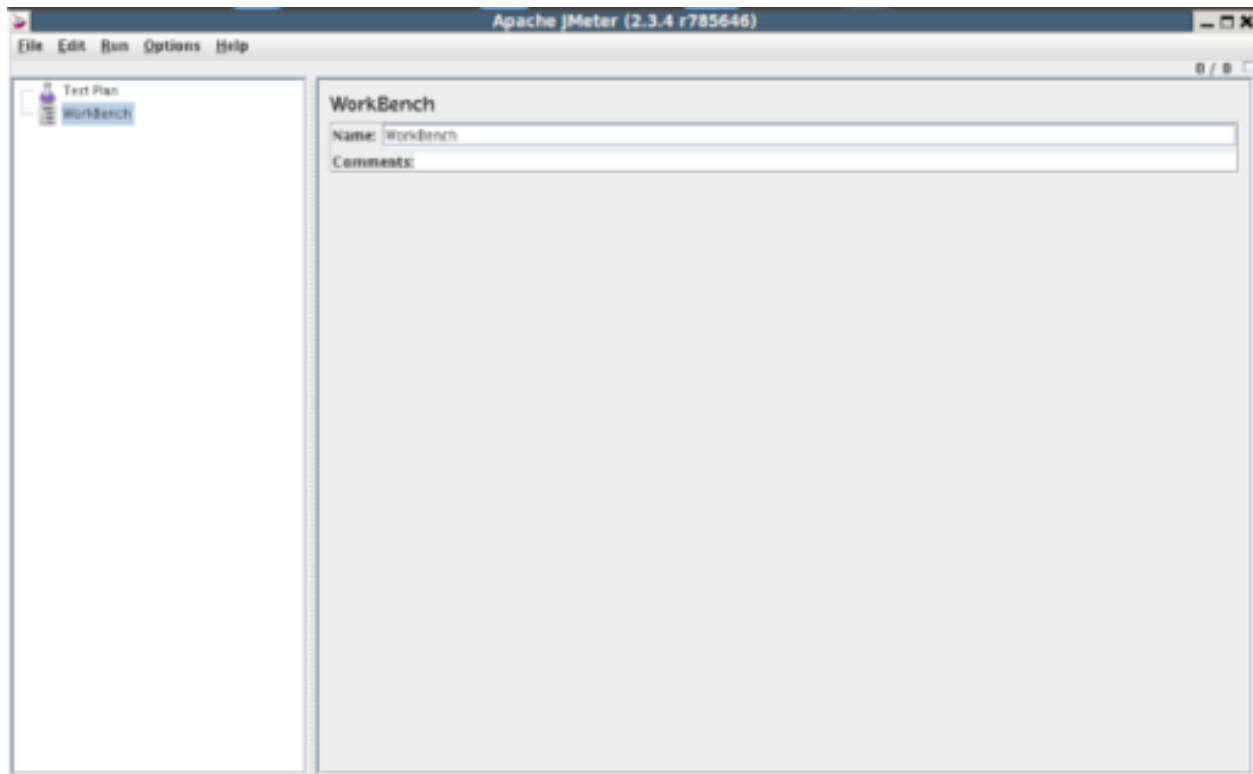 Apache JMeter (2.3.4 r785646)
File Edit Run Options Help
0 / 0
Test Plan
WorkBench
WorkBench
Name: WorkBench
Comments: